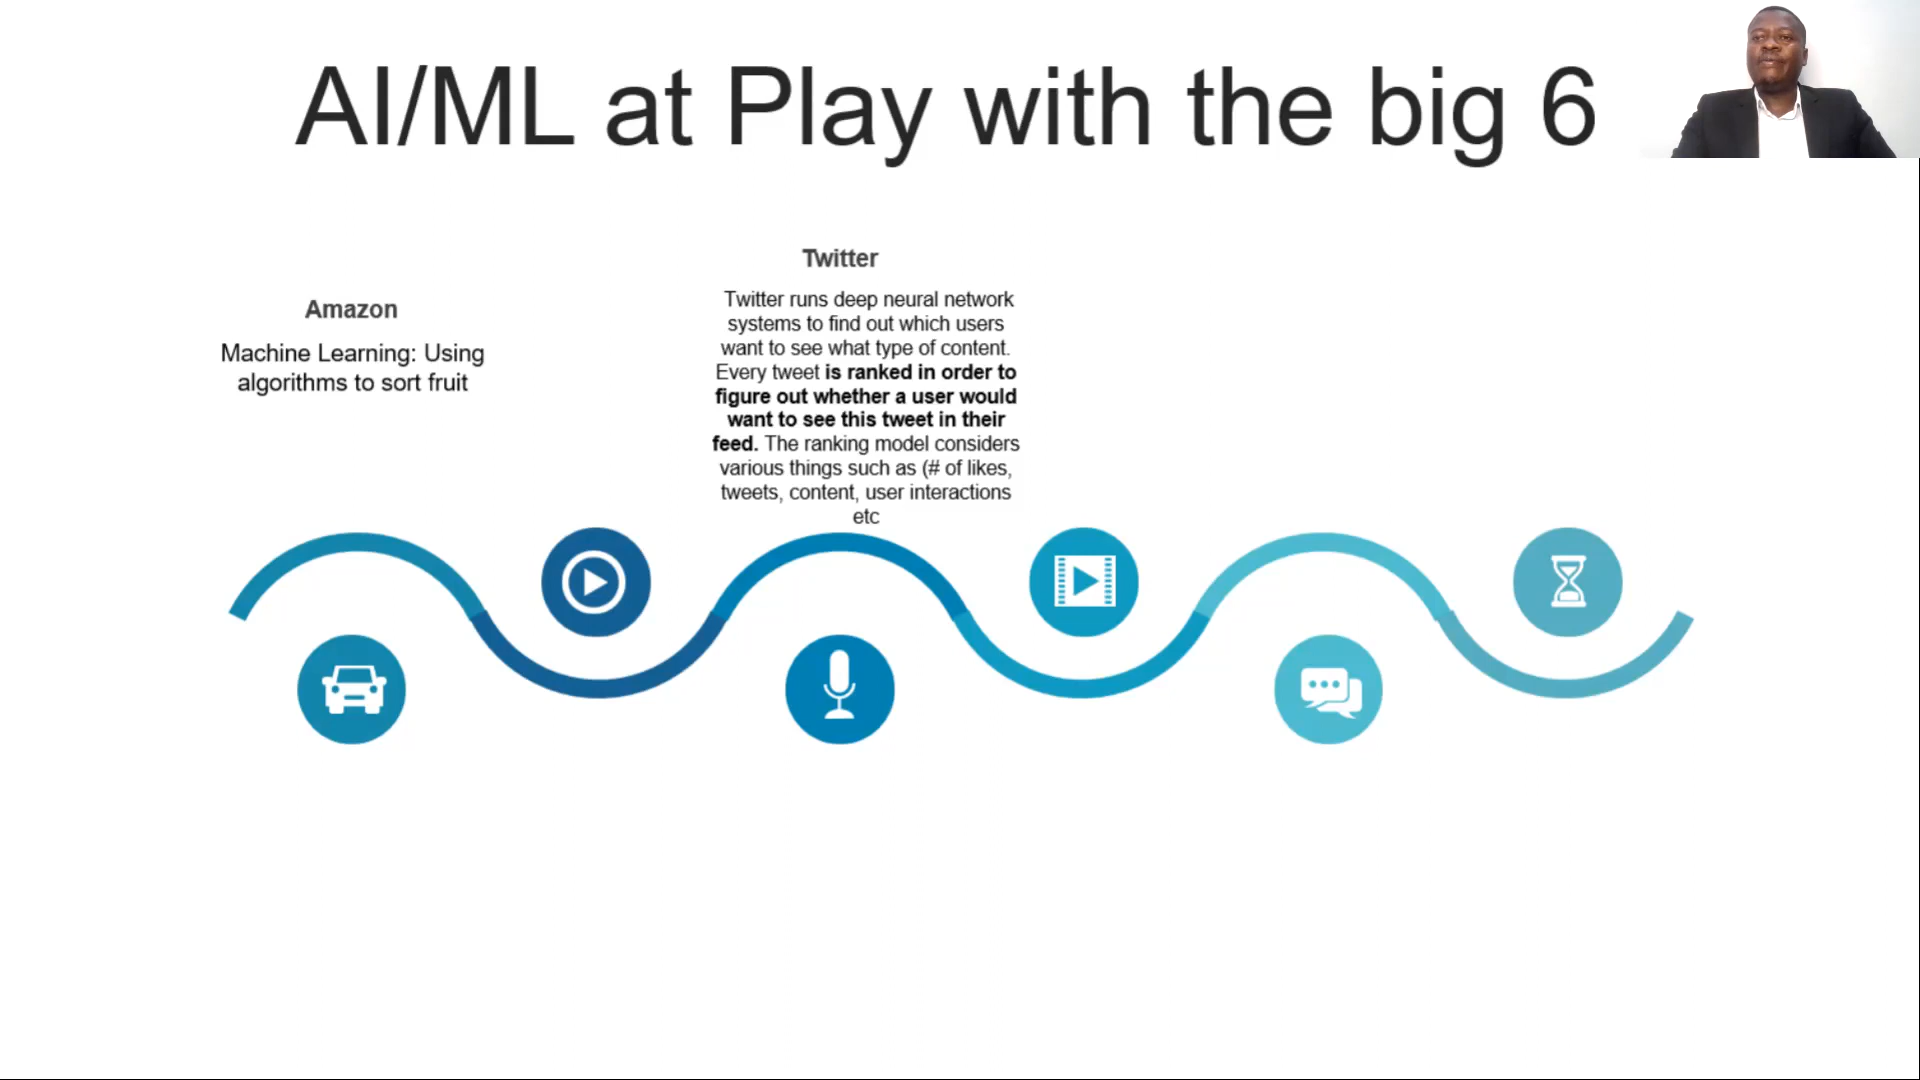 AI/ML at Play with the big 6
Amazon
Machine Learning: Using
algorithms to sort fruit
Twitter
Twitter runs deep neural network
systems to find out which users
want to see what type of content.
Every tweet is ranked in order to
figure out whether a user would
want to see this tweet in their
feed. The ranking model considers
various things such as (# of likes,
tweets, content, user interactions
etc